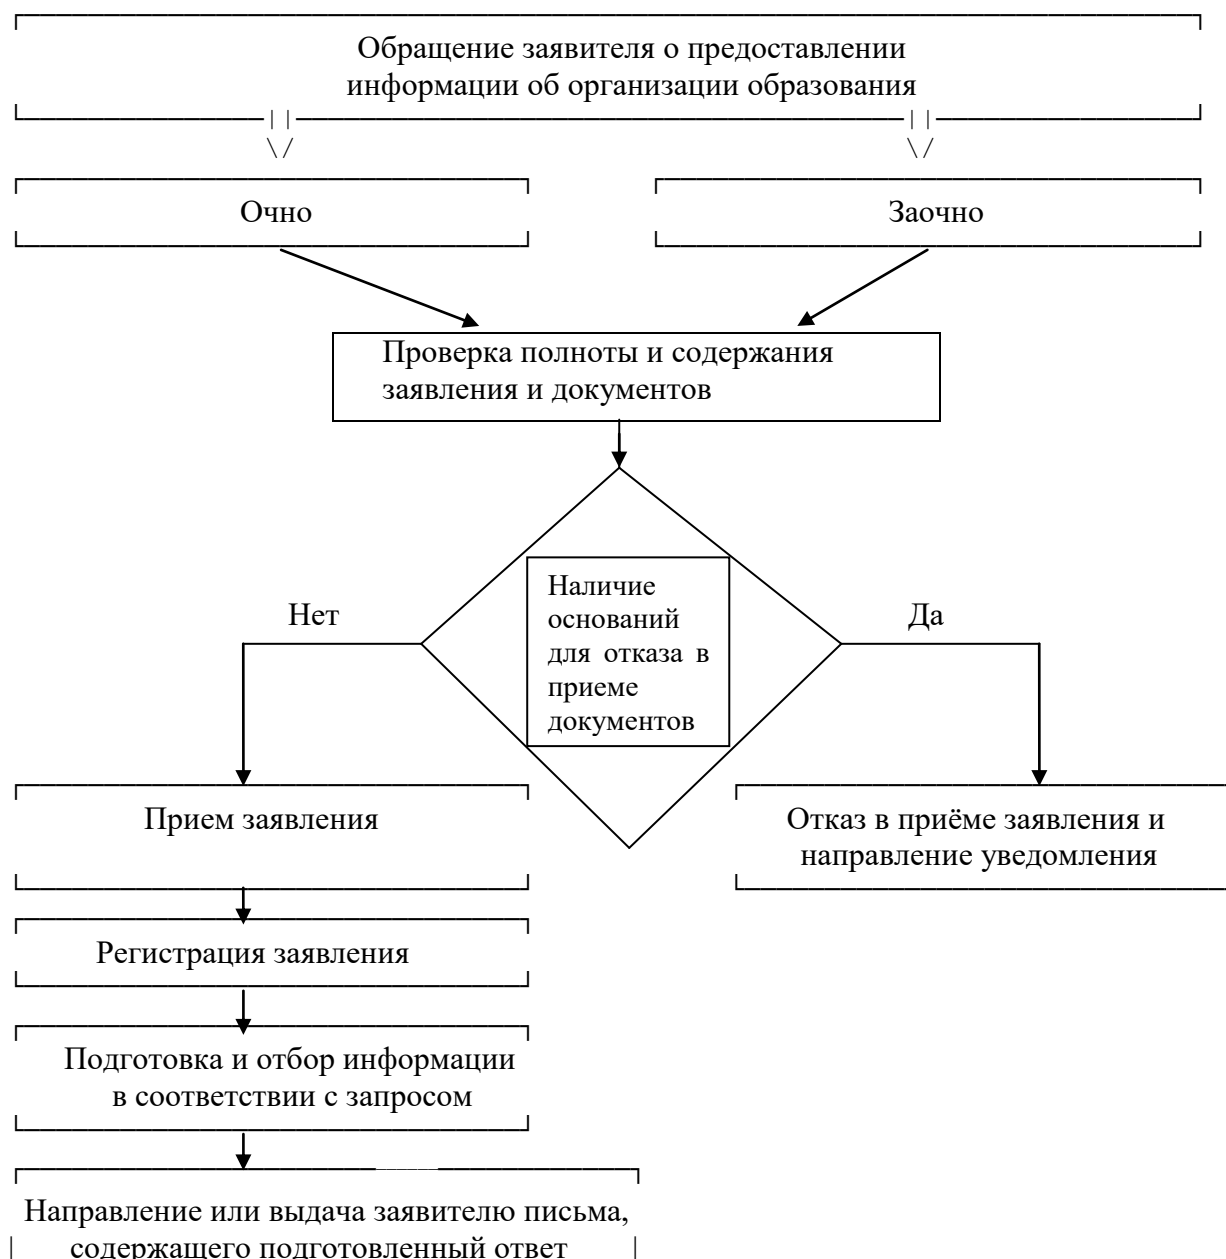 Обращение заявителя о предоставлении
информации об организации образования
Очно
Заочно
Проверка полноты и содержания
заявления и документов
Наличие
оснований
для отказа в
приеме
документов
Нет
Да
Прием заявления
Отказ в приёме заявления и
направление уведомления
Регистрация заявления
Подготовка и отбор информации
в соответствии с запросом
Направление или выдача заявителю письма,
содержащего подготовленный ответ